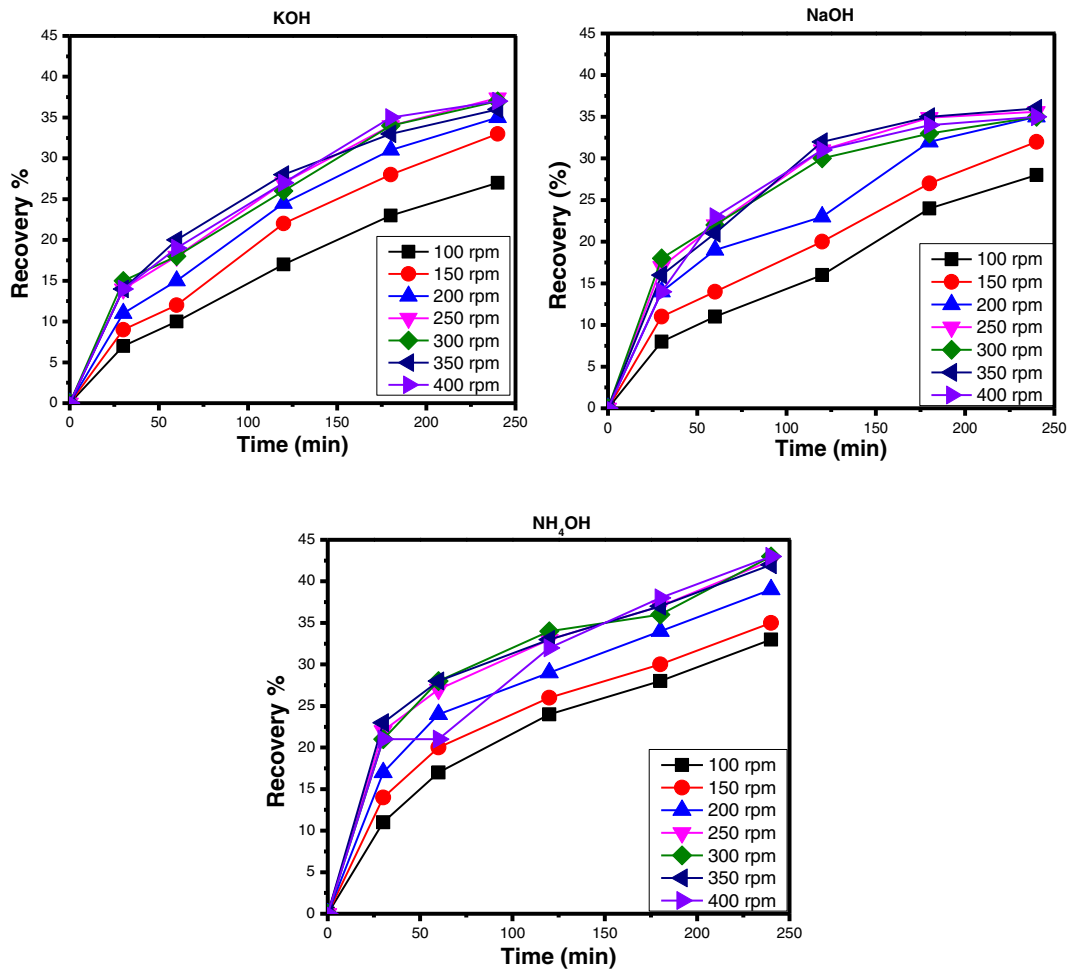 KOH
Recovery %
45
40
35
30
25
20
15
10
5
0
0 50 100 150 200 250
Time (min)
100 rpm
150 rpm
200 rpm
250 rpm
300 rpm
350 rpm
400 rpm
NaOH
Recovery (%)
45
40
35
30
25
20
15
10
5
0
0 50 100 150 200 250
Time (min)
100 rpm
150 rpm
200 rpm
250 rpm
300 rpm
350 rpm
400 rpm
NH₄OH
Recovery %
45
40
35
30
25
20
15
10
5
0
0 50 100 150 200 250
Time (min)
100 rpm
150 rpm
200 rpm
250 rpm
300 rpm
350 rpm
400 rpm